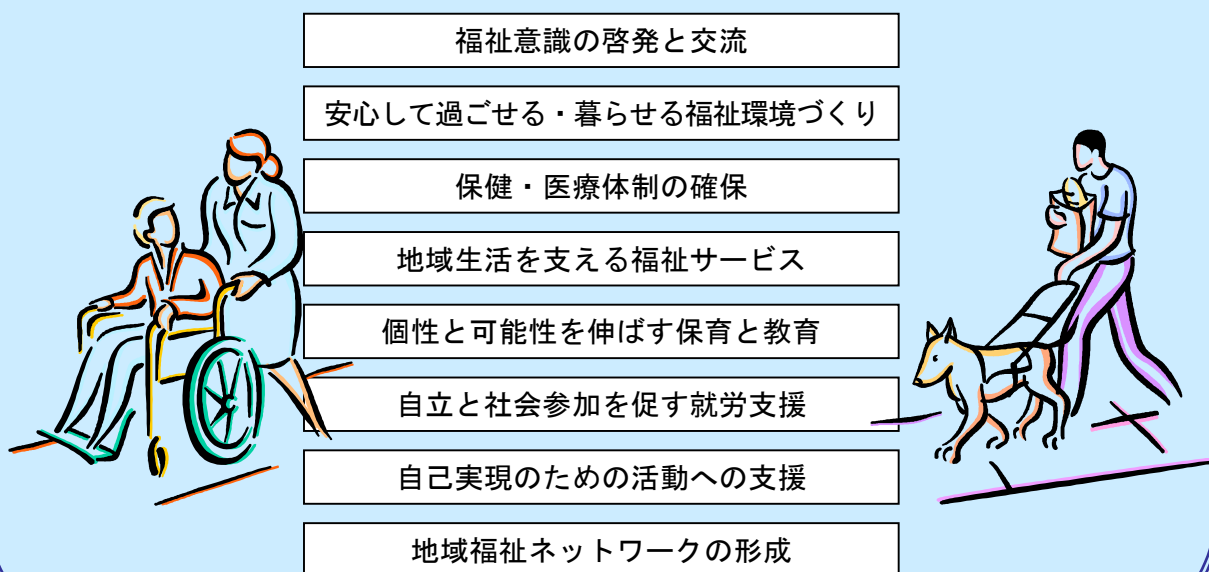 福祉意識の啓発と交流
安心して過ごせる・暮らせる福祉環境づくり
保健・医療体制の確保
地域生活を支える福祉サービス
個性と可能性を伸ばす保育と教育
自立と社会参加を促す就労支援
自己実現のための活動への支援
地域福祉ネットワークの形成